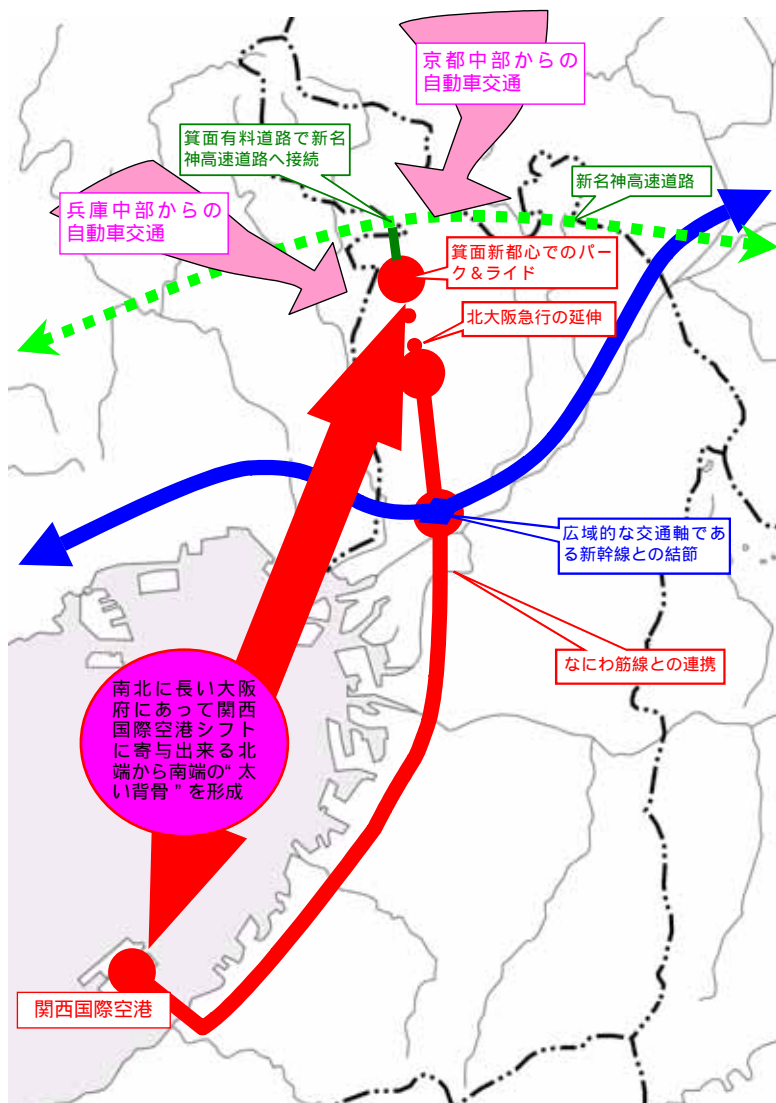 京都中部からの
自動車交通
箕面有料道路で新名
神高速道路へ接続
新名神高速道路
兵庫中部からの
自動車交通
箕面新都心でのパー
ク＆ライド
北大阪急行の延伸
広域的な交通軸であ
る新幹線との結節
なにわ筋線との連携
南北に長い大阪
府にあって関西
国際空港シフト
に寄与出来る北
端から南端の“太
い背骨”を形成
関西国際空港